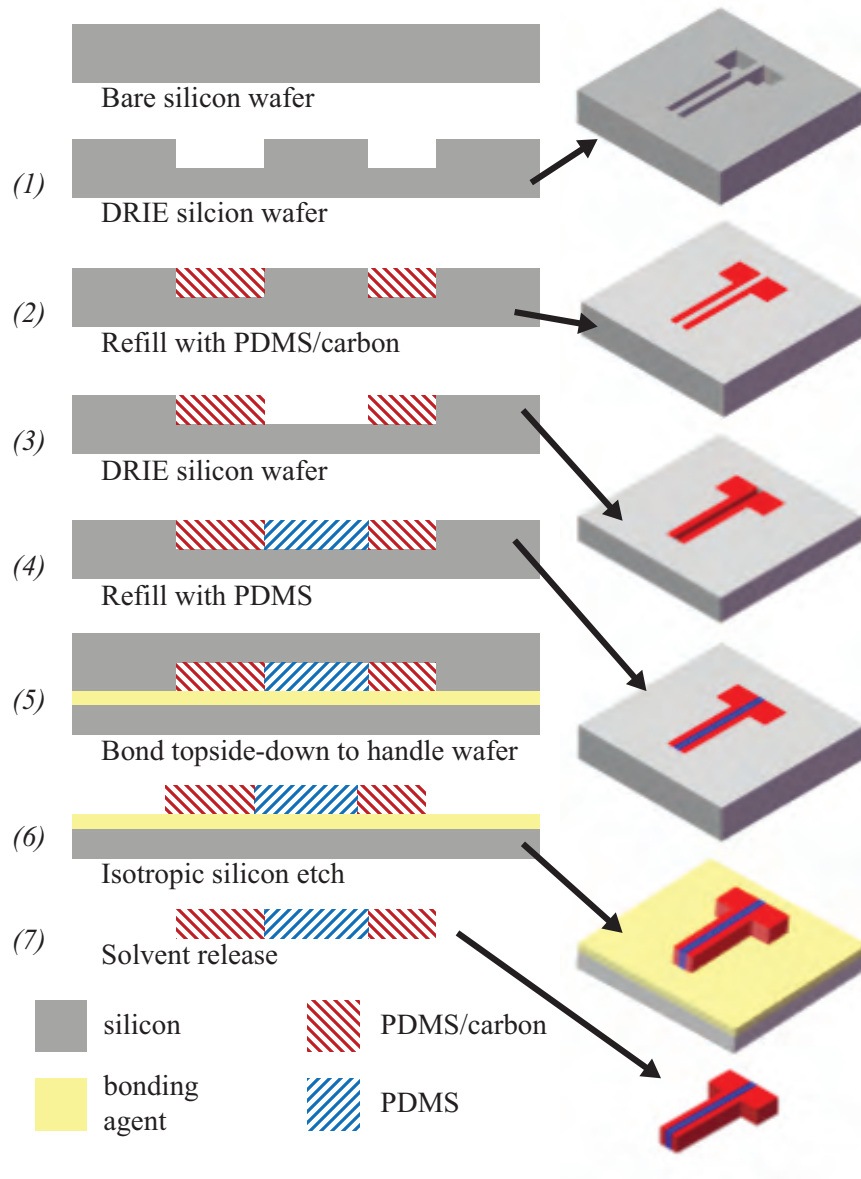 Bare silicon wafer
(1)
DRIE silcion wafer
(2)
Refill with PDMS/carbon
(3)
DRIE silicon wafer
(4)
Refill with PDMS
(5)
Bond topside-down to handle wafer
(6)
Isotropic silicon etch
(7)
Solvent release
silicon
PDMS/carbon
bonding
agent
PDMS